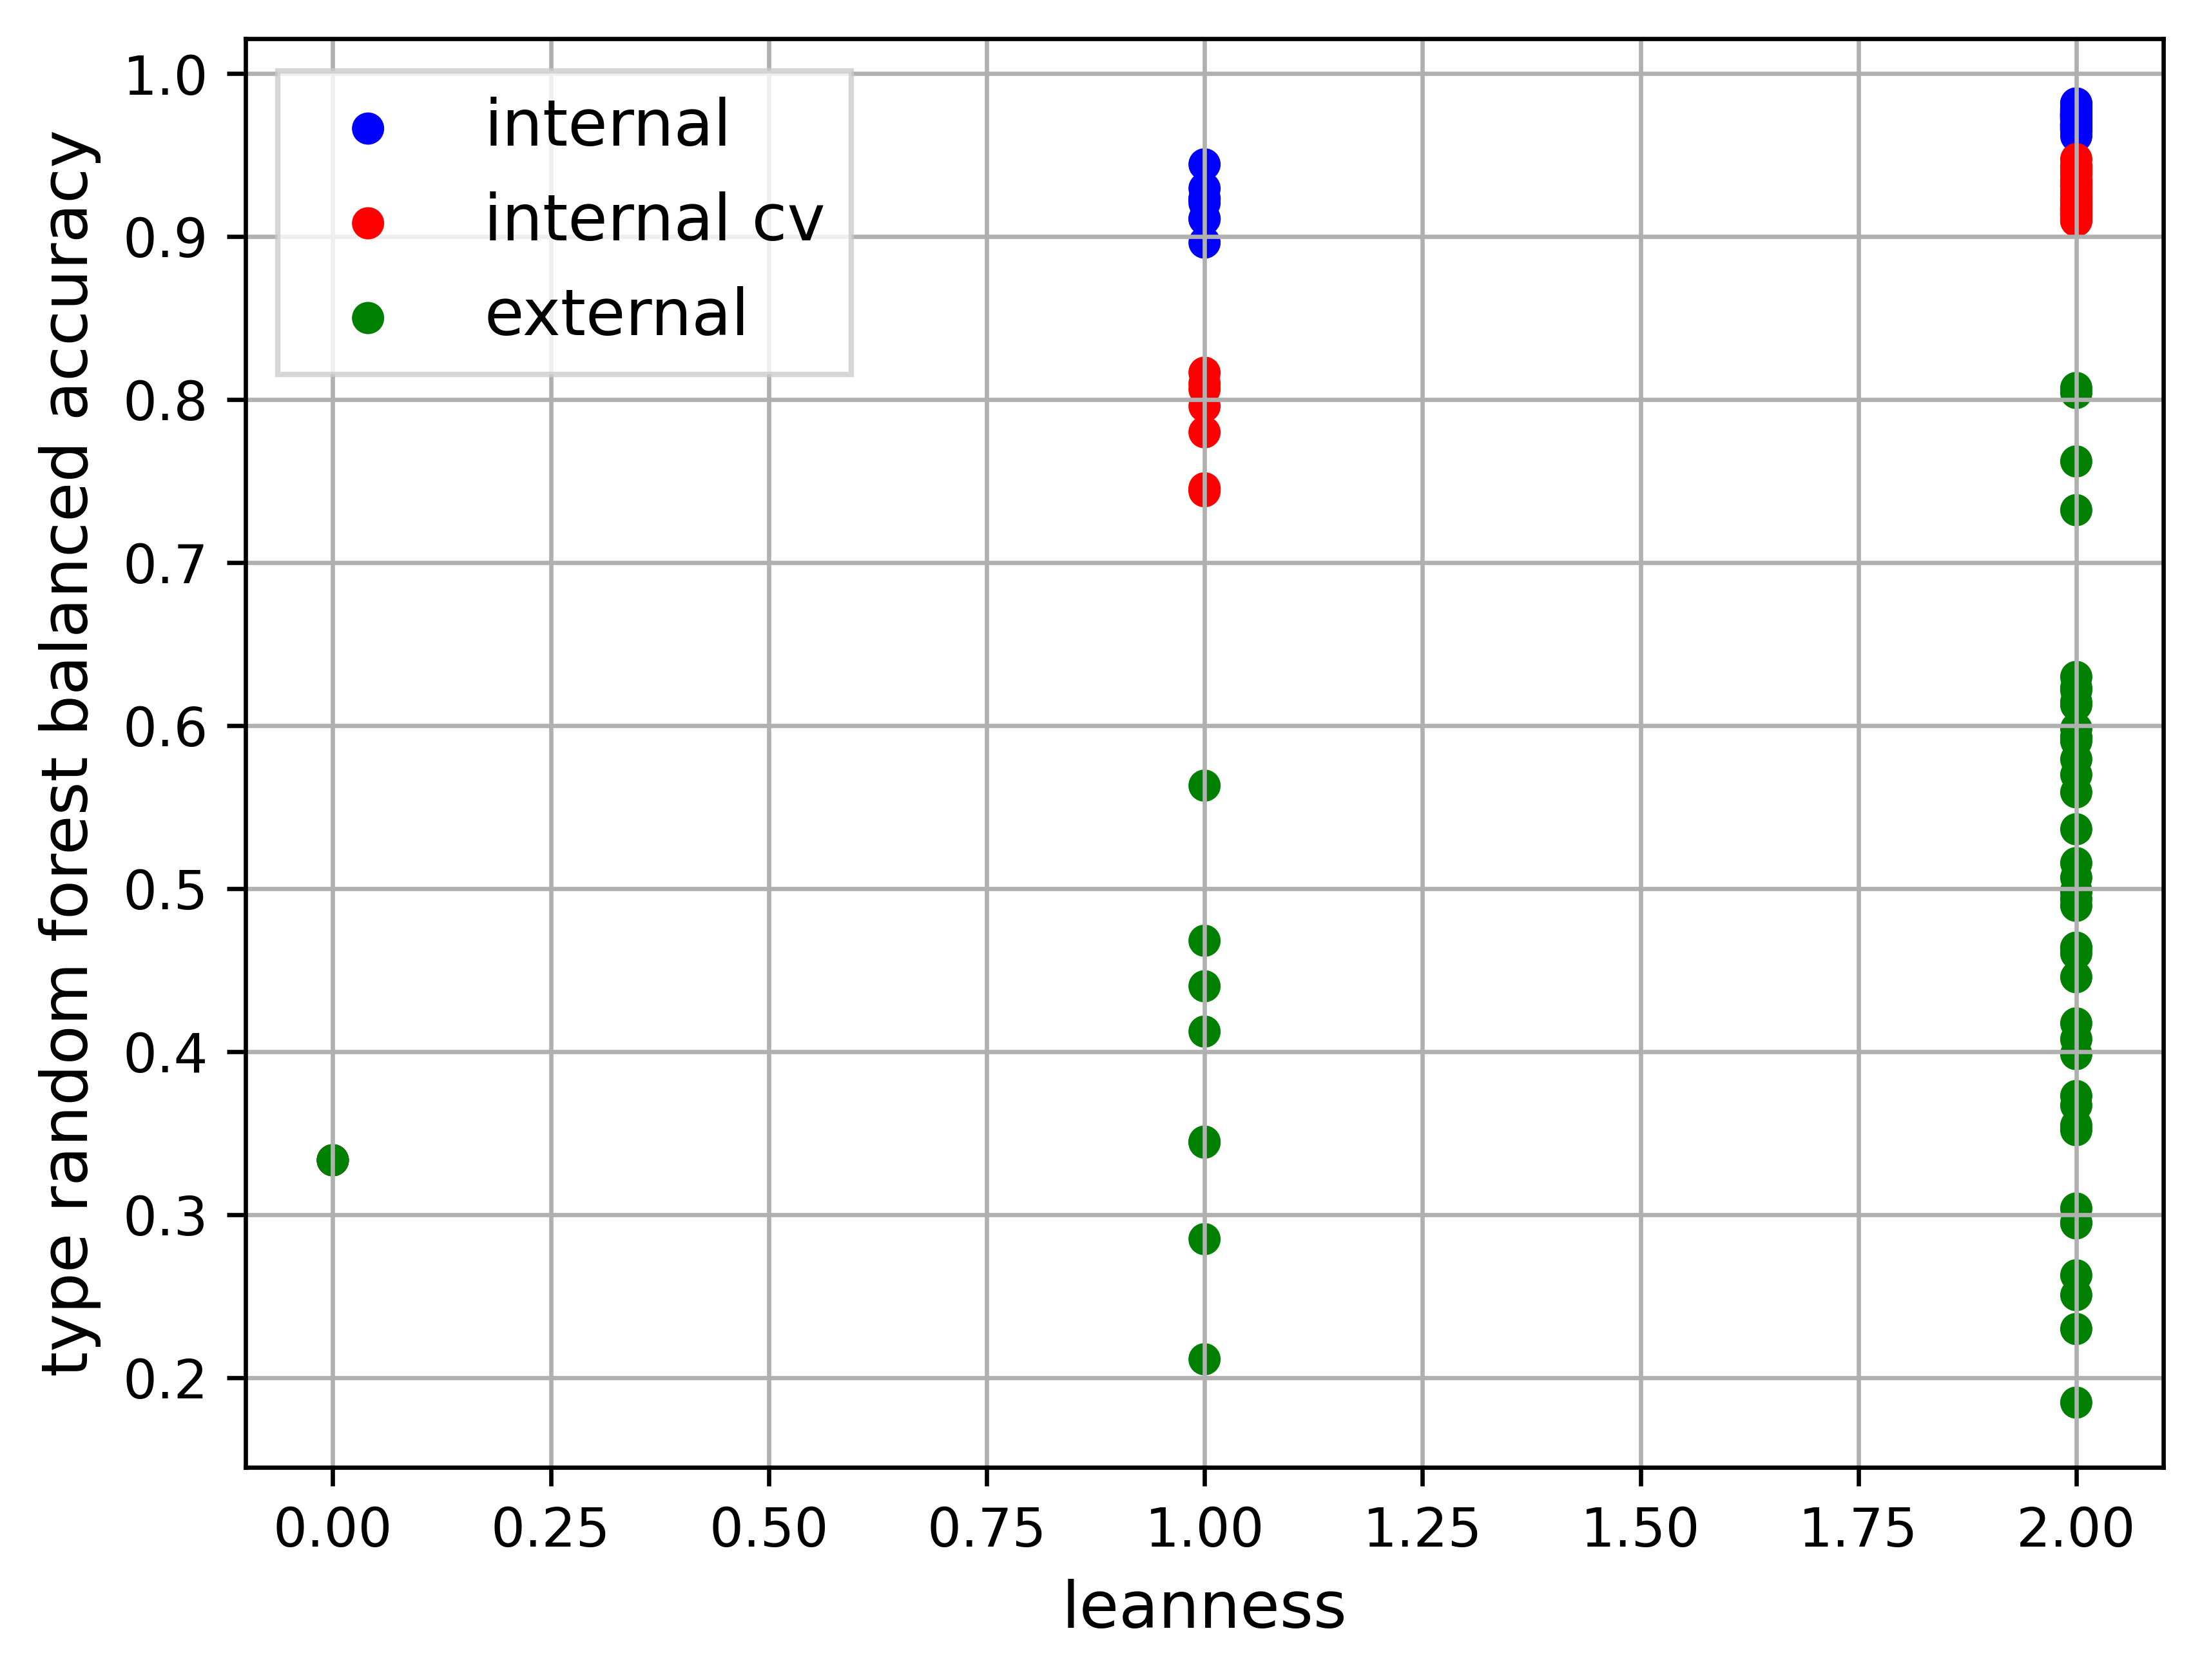 type random forest balanced accuracy
1.0
0.9
0.8
0.7
0.6
0.5
0.4
0.3
0.2
internal
internal cv
external
0.00 0.25 0.50 0.75 1.00 1.25 1.50 1.75 2.00
leanness